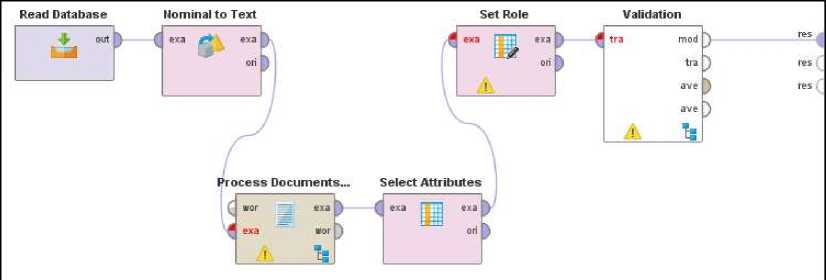 Read Database
out
Nominal to Text
exa exa
ori
Set Role
exa exa
ori
Validation
tra mod
tra
ave
ave
res
res
res
Process Documents...
wor exa
exa wor
Select Attributes
exa exa
ori